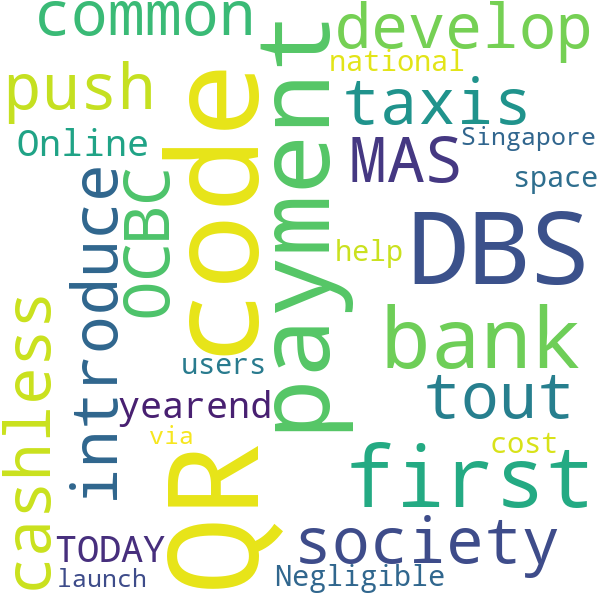 common
develop
national
push
taxis
Online
MAS
Singapore
space
payment
QR code
OCBC
introduce
DBS
help
cashless
bank
users
yearend
tout
via
cost
first
society
TODAY
launch
Negligible